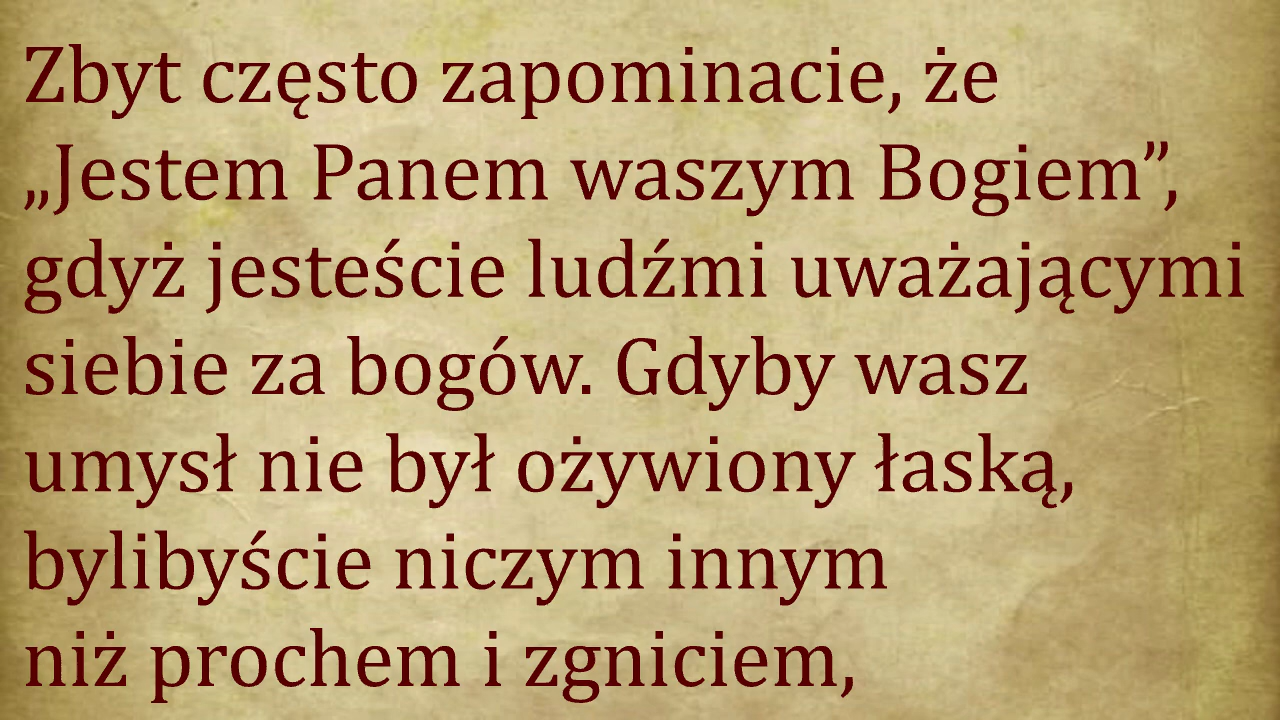 Zbyt często zapominacie, że
„Jestem Panem waszym Bogiem”,
gdyż jesteście ludźmi uważającymi
siebie za bogów. Gdyby wasz
umysł nie był ożywiony łaską,
bylibyście niczym innym
niż prochem i zgniciem,